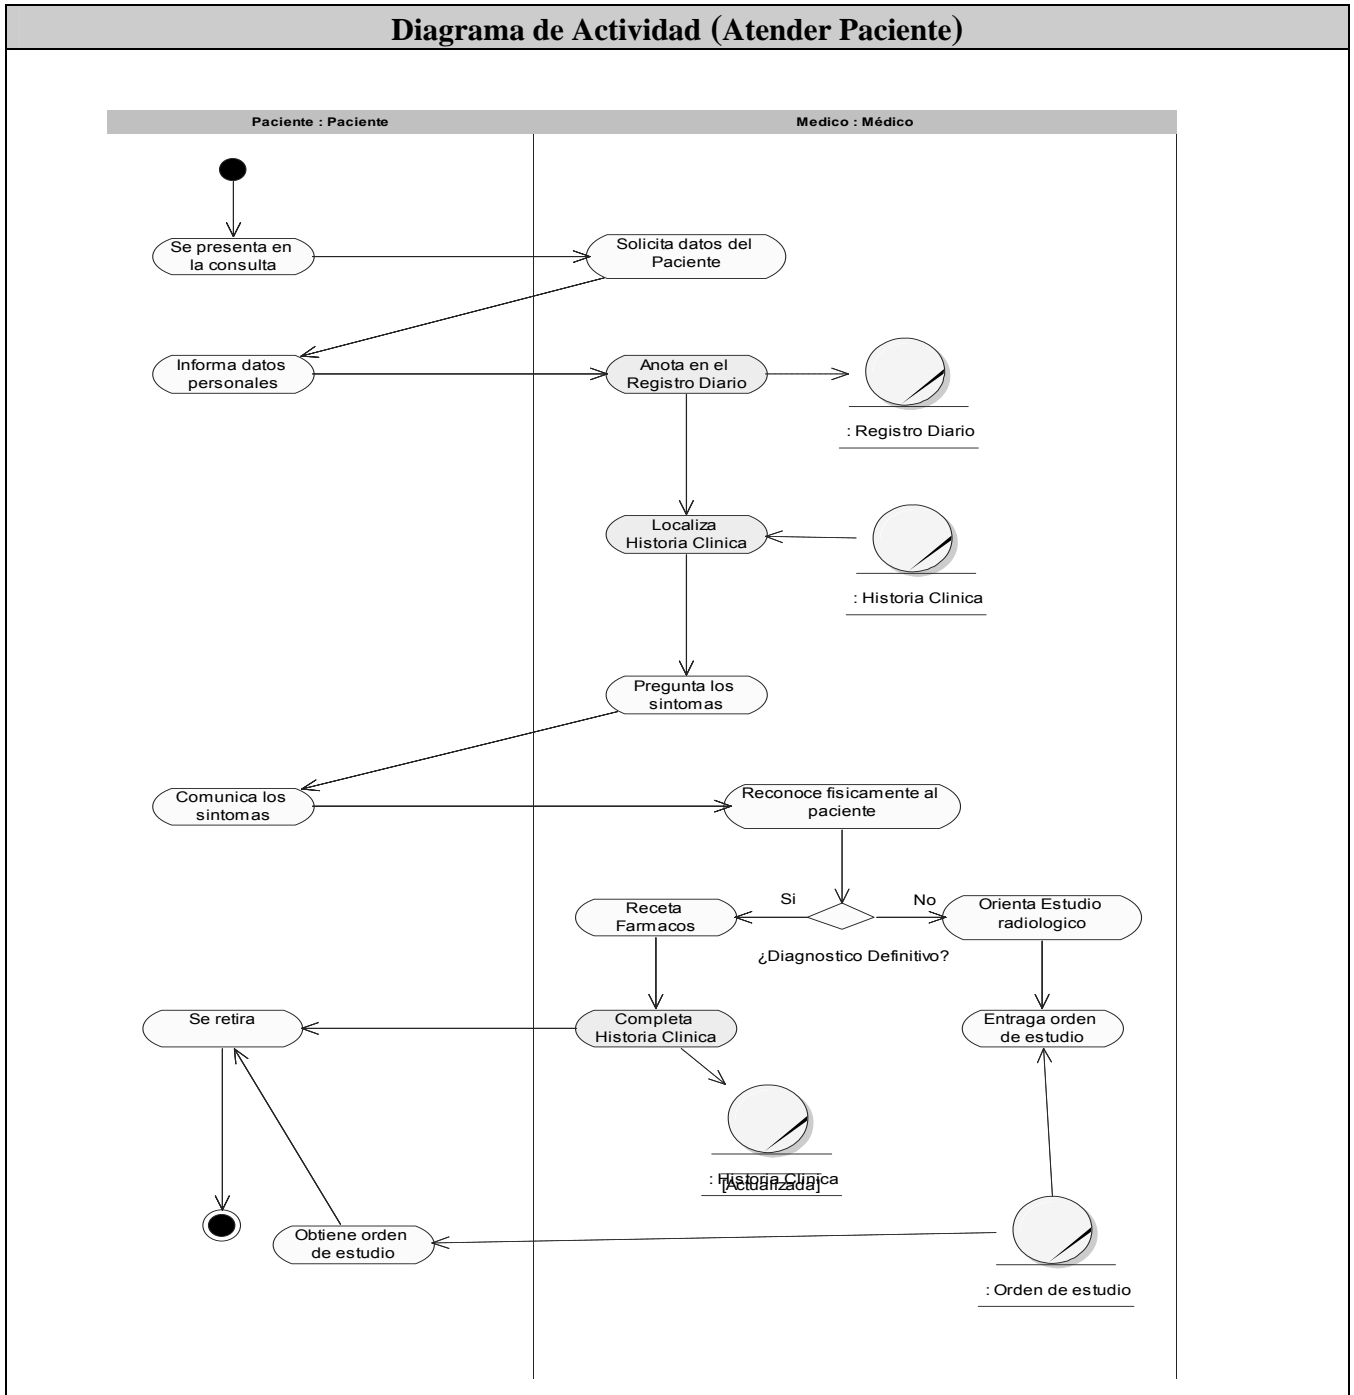 Diagrama de Actividad (Atender Paciente)
Paciente : Paciente
Medico : Médico
Se presenta en
la consulta
Solicita datos del
Paciente
Informa datos
personales
Anota en el
Registro Diario
: Registro Diario
Localiza
Historia Clinica
: Historia Clinica
Pregunta los
sintomas
Comunica los
sintomas
Reconoce fisicamente al
paciente
Si
No
Receta
Farmacos
Orienta Estudio
radiologico
¿Diagnostico Definitivo?
Se retira
Completa
Historia Clinica
Entraga orden
de estudio
: Historia Clinica
[Actualizada]
Obtiene orden
de estudio
: Orden de estudio